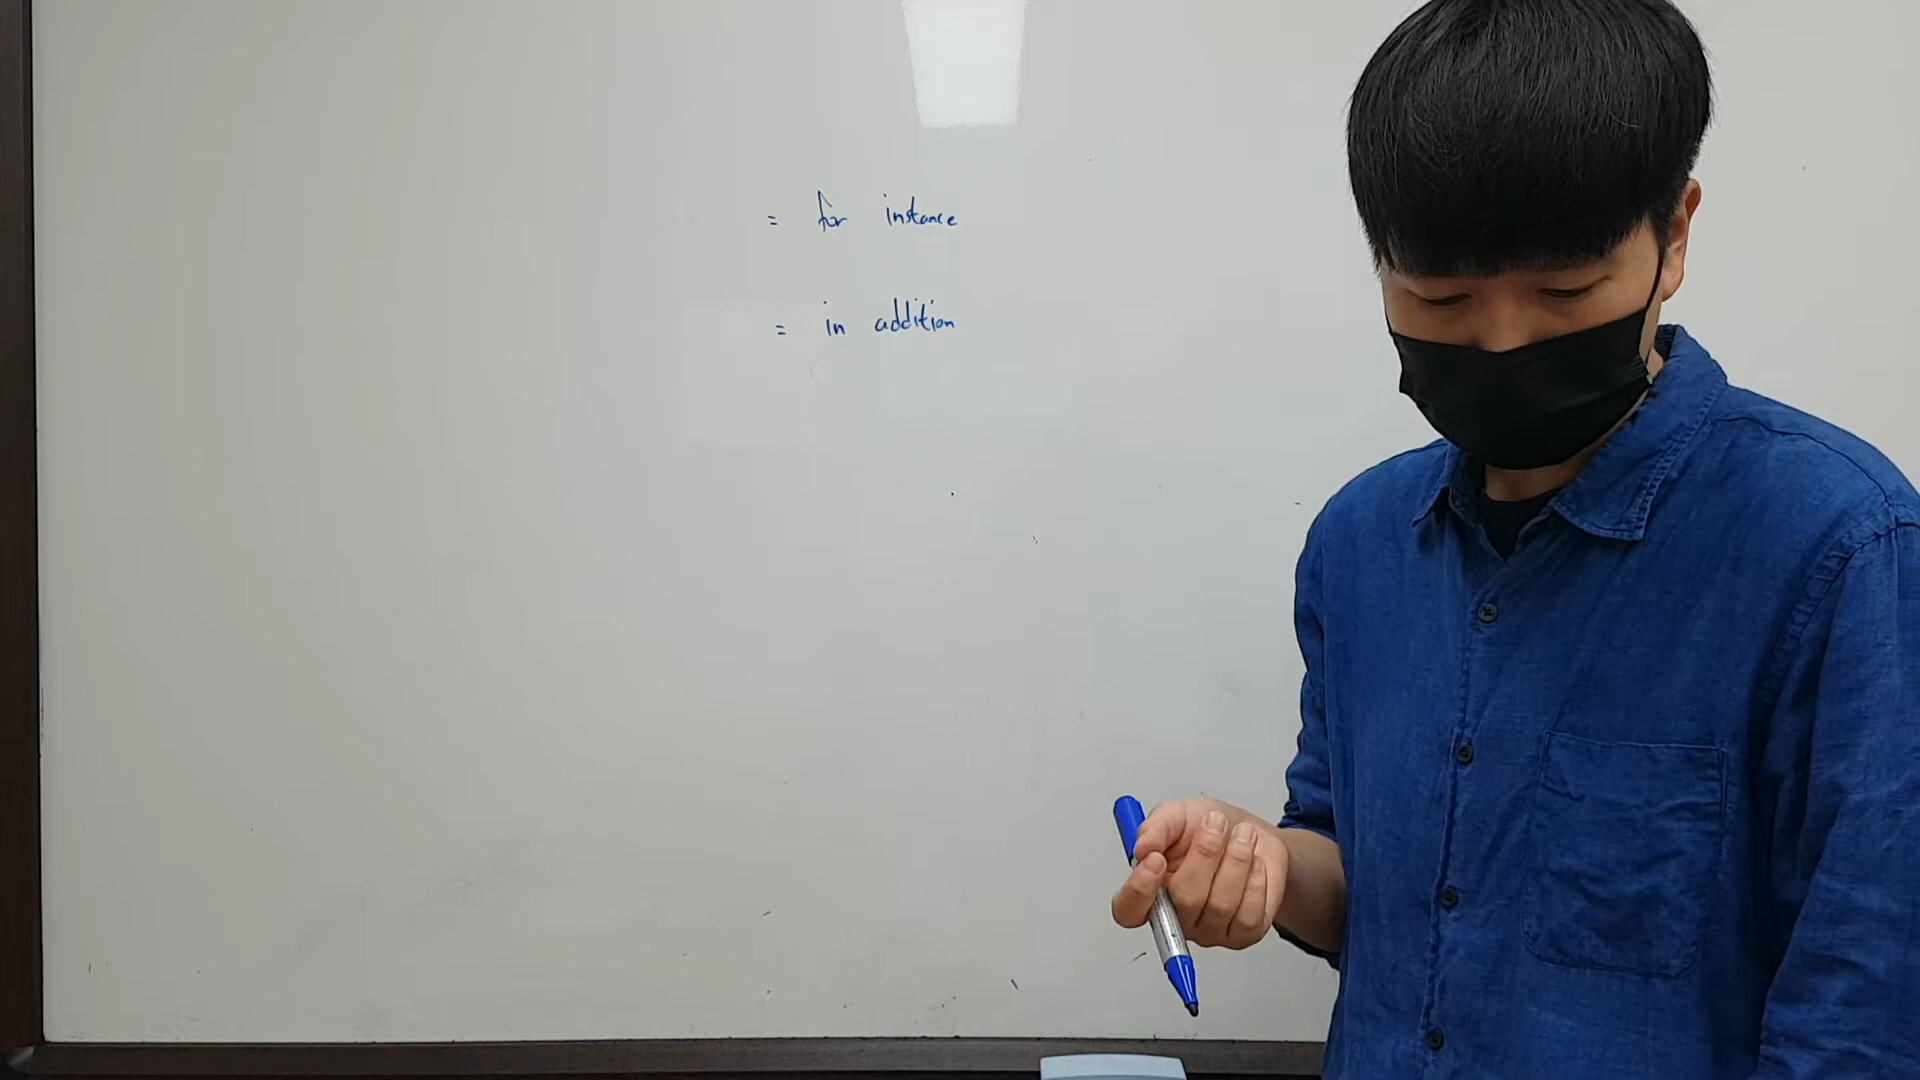 = for instance
= in addition